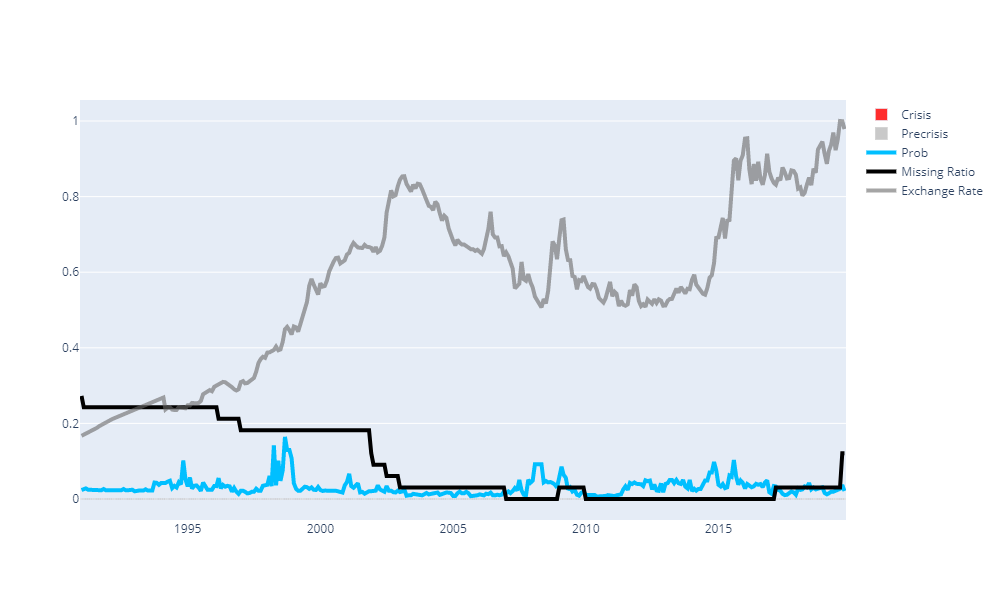 1
0.8
0.6
0.4
0.2
0
1995
2000
2005
2010
2015
Crisis
Precrisis
Prob
Missing Ratio
Exchange Rate